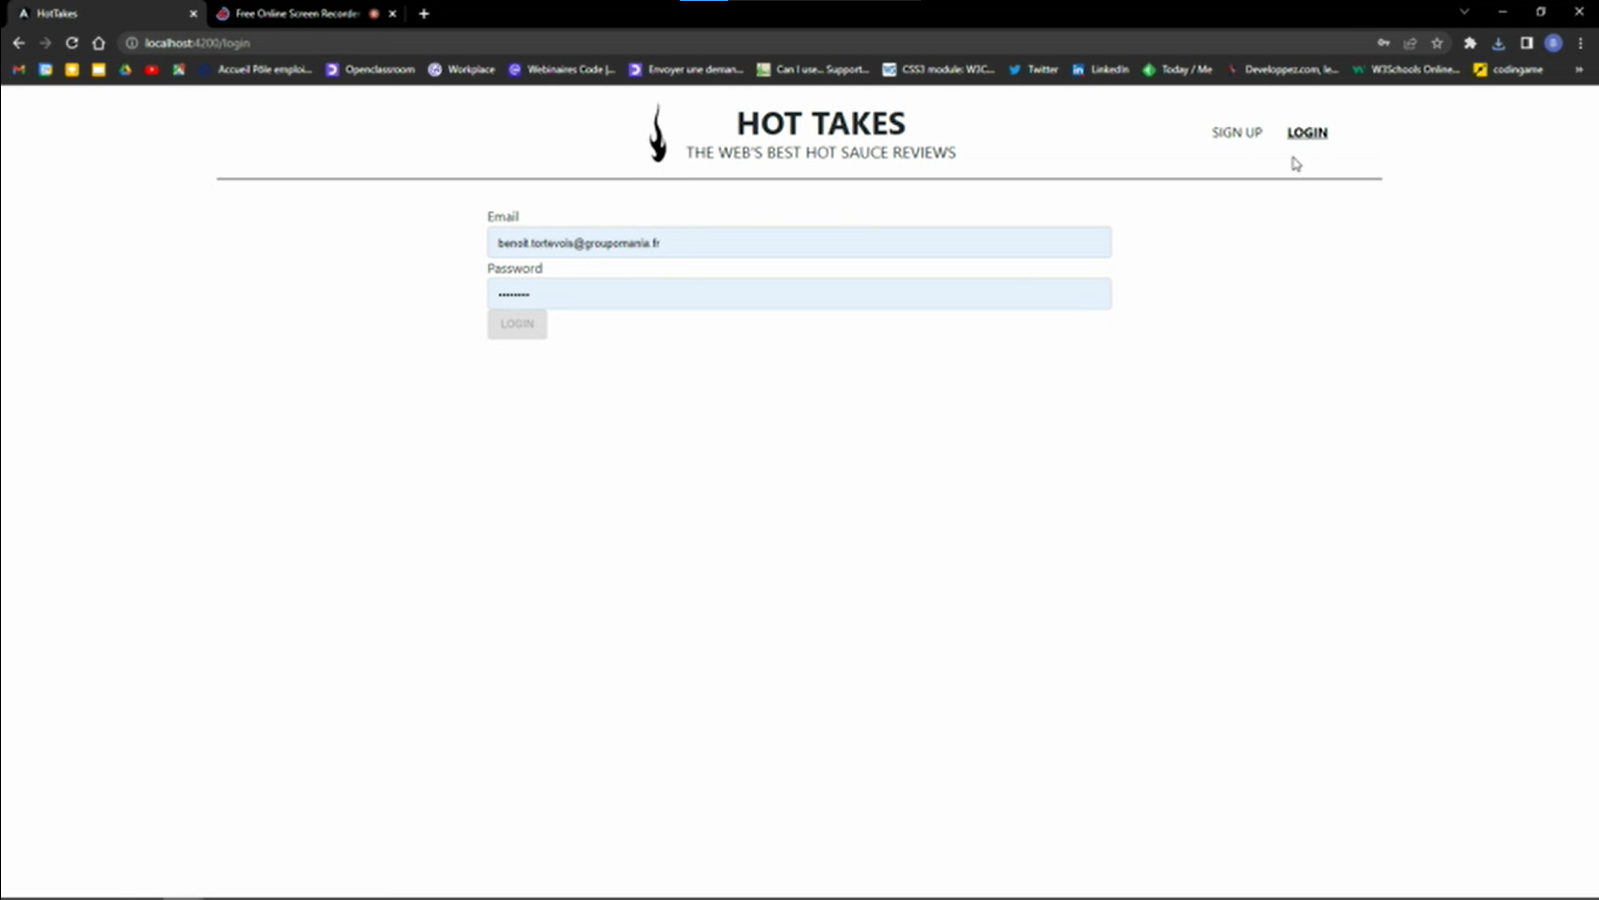 HotTakes
Free Online Screen Recorder
localhost:4200/login
Accueil Pôle emploi...
Openclassroom
Workplace
Webinaires Code |...
Envoyer une deman...
Can I use... Support...
CSS3 module: W3C...
Twitter
LinkedIn
Today / Me
Developpez.com, le...
W3Schools Online...
codingame
»
HOT TAKES
THE WEB'S BEST HOT SAUCE REVIEWS
SIGN UP
LOGIN
Email
benoit.tortevois@groupomania.fr
Password
••••••••
LOGIN